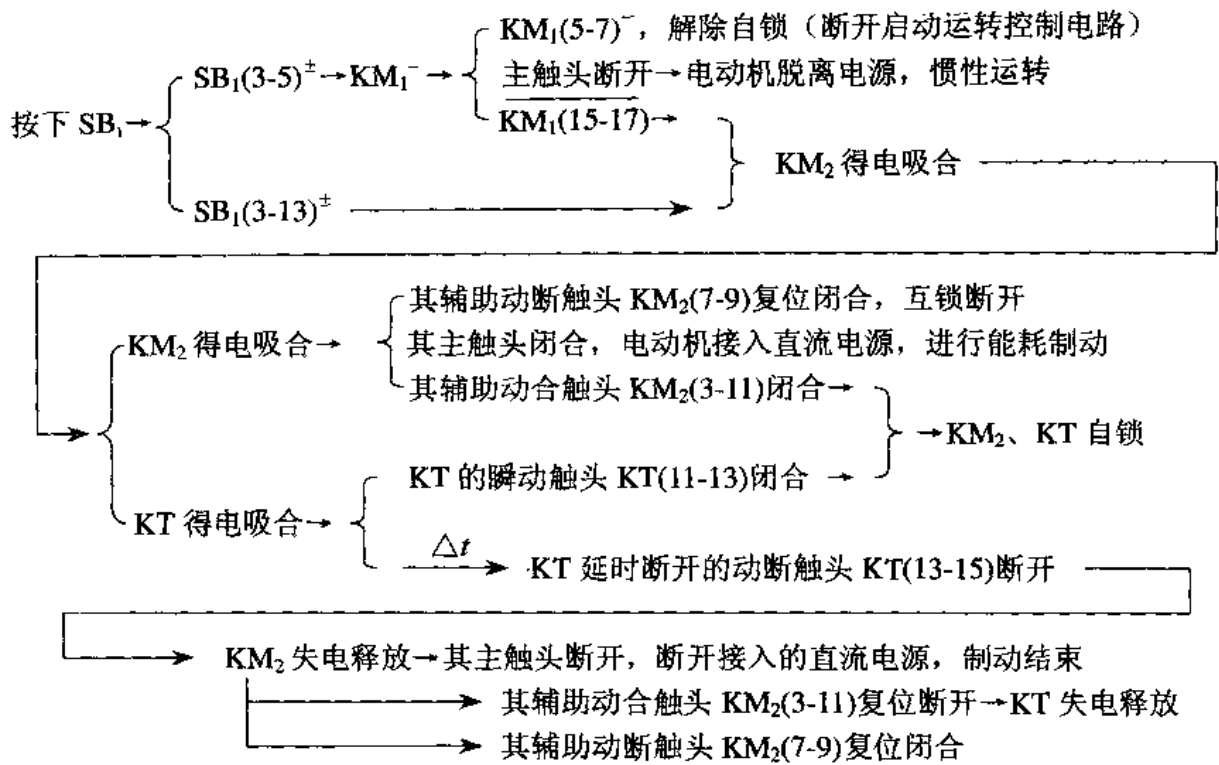 KM₁(5-7)⁻，解除自锁（断开启动运转控制电路）
SB₁(3-5)^±→KM₁⁻→
主触头断开→电动机脱离电源，惯性运转
按下 SB₁→
KM₁(15-17)→
KM₂得电吸合
SB₁(3-13)^±
其辅助动断触头 KM₂(7-9)复位闭合，互锁断开
KM₂得电吸合→
其主触头闭合，电动机接入直流电源，进行能耗制动
其辅助动合触头 KM₂(3-11)闭合→
→KM₂、KT 自锁
KT 的瞬动触头 KT(11-13)闭合→
KT 得电吸合→
△t
KT 延时断开的动断触头 KT(13-15)断开
KM₂失电释放→其主触头断开，断开接入的直流电源，制动结束
其辅助动合触头 KM₂(3-11)复位断开→KT 失电释放
其辅助动断触头 KM₂(7-9)复位闭合